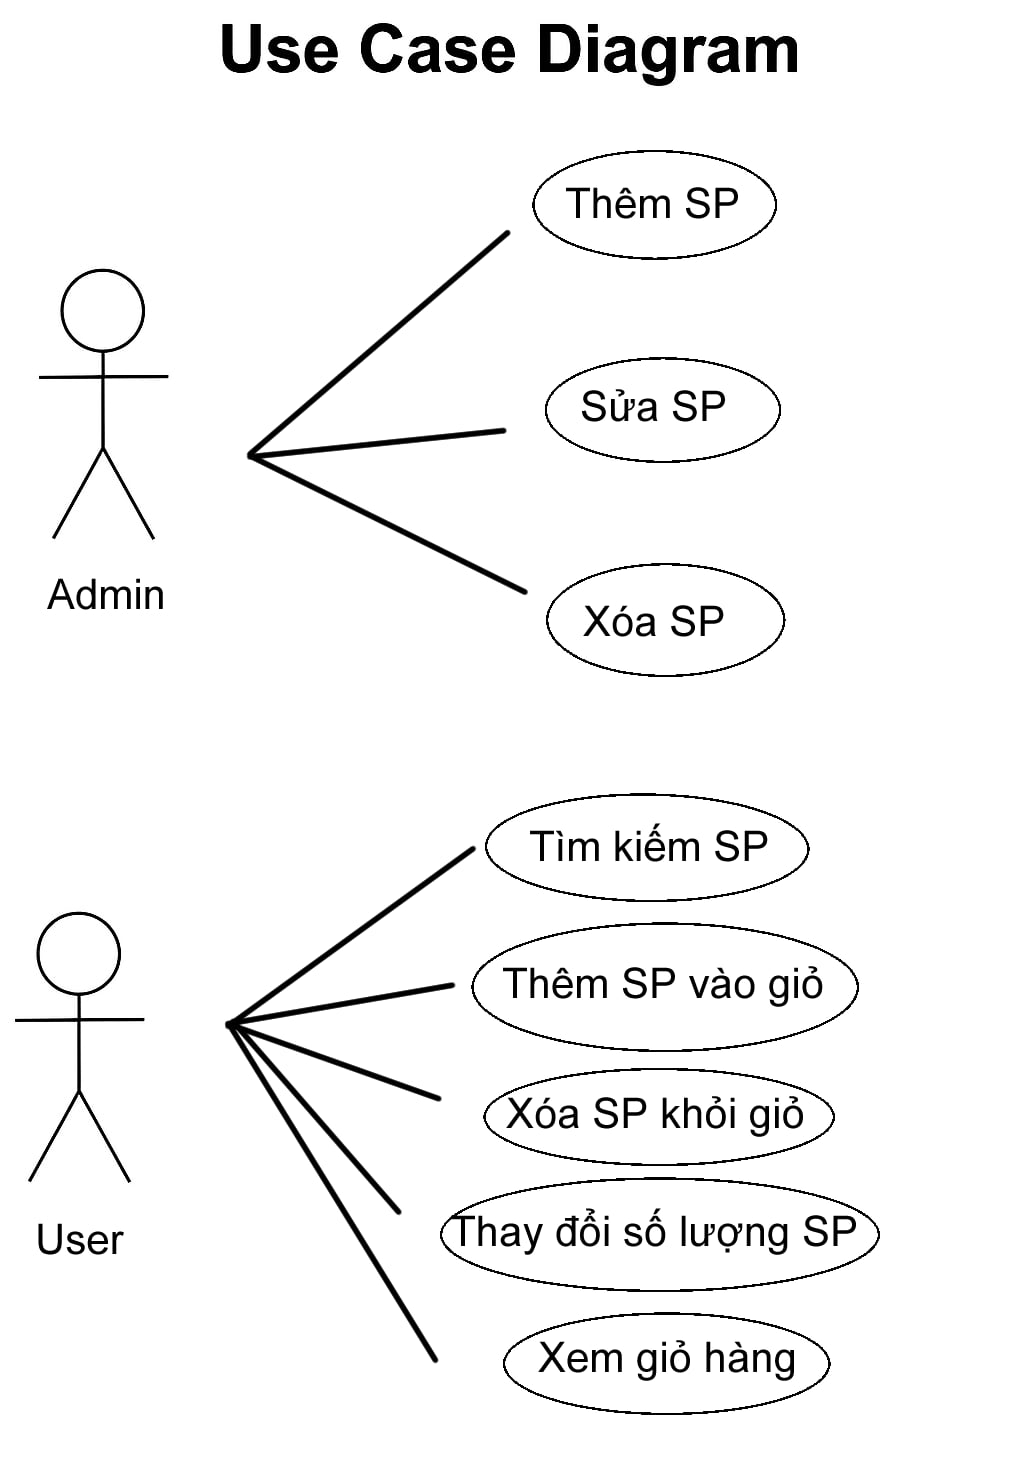 Use Case Diagram
Thêm SP
Sửa SP
Xóa SP
Admin
Tìm kiếm SP
Thêm SP vào giỏ
Xóa SP khỏi giỏ
Thay đổi số lượng SP
Xem giỏ hàng
User